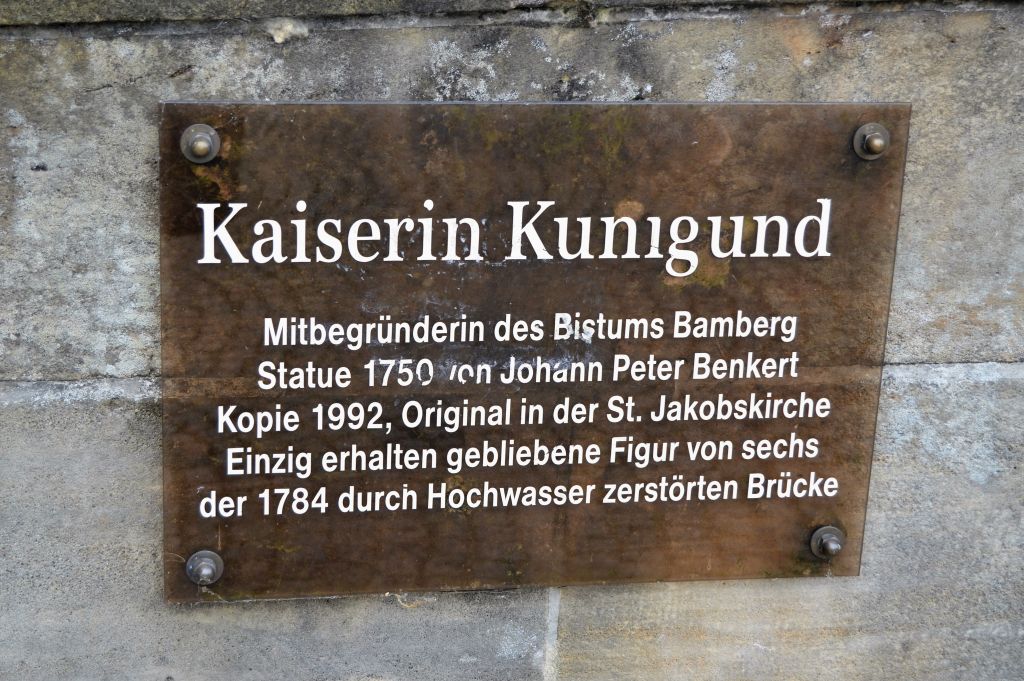 Kaiserin Kunigund
Mitbegründerin des Bistums Bamberg
Statue 1750 von Johann Peter Benkert
Kopie 1992, Original in der St. Jakobskirche
Einzig erhalten gebliebene Figur von sechs
der 1784 durch Hochwasser zerstörten Brücke